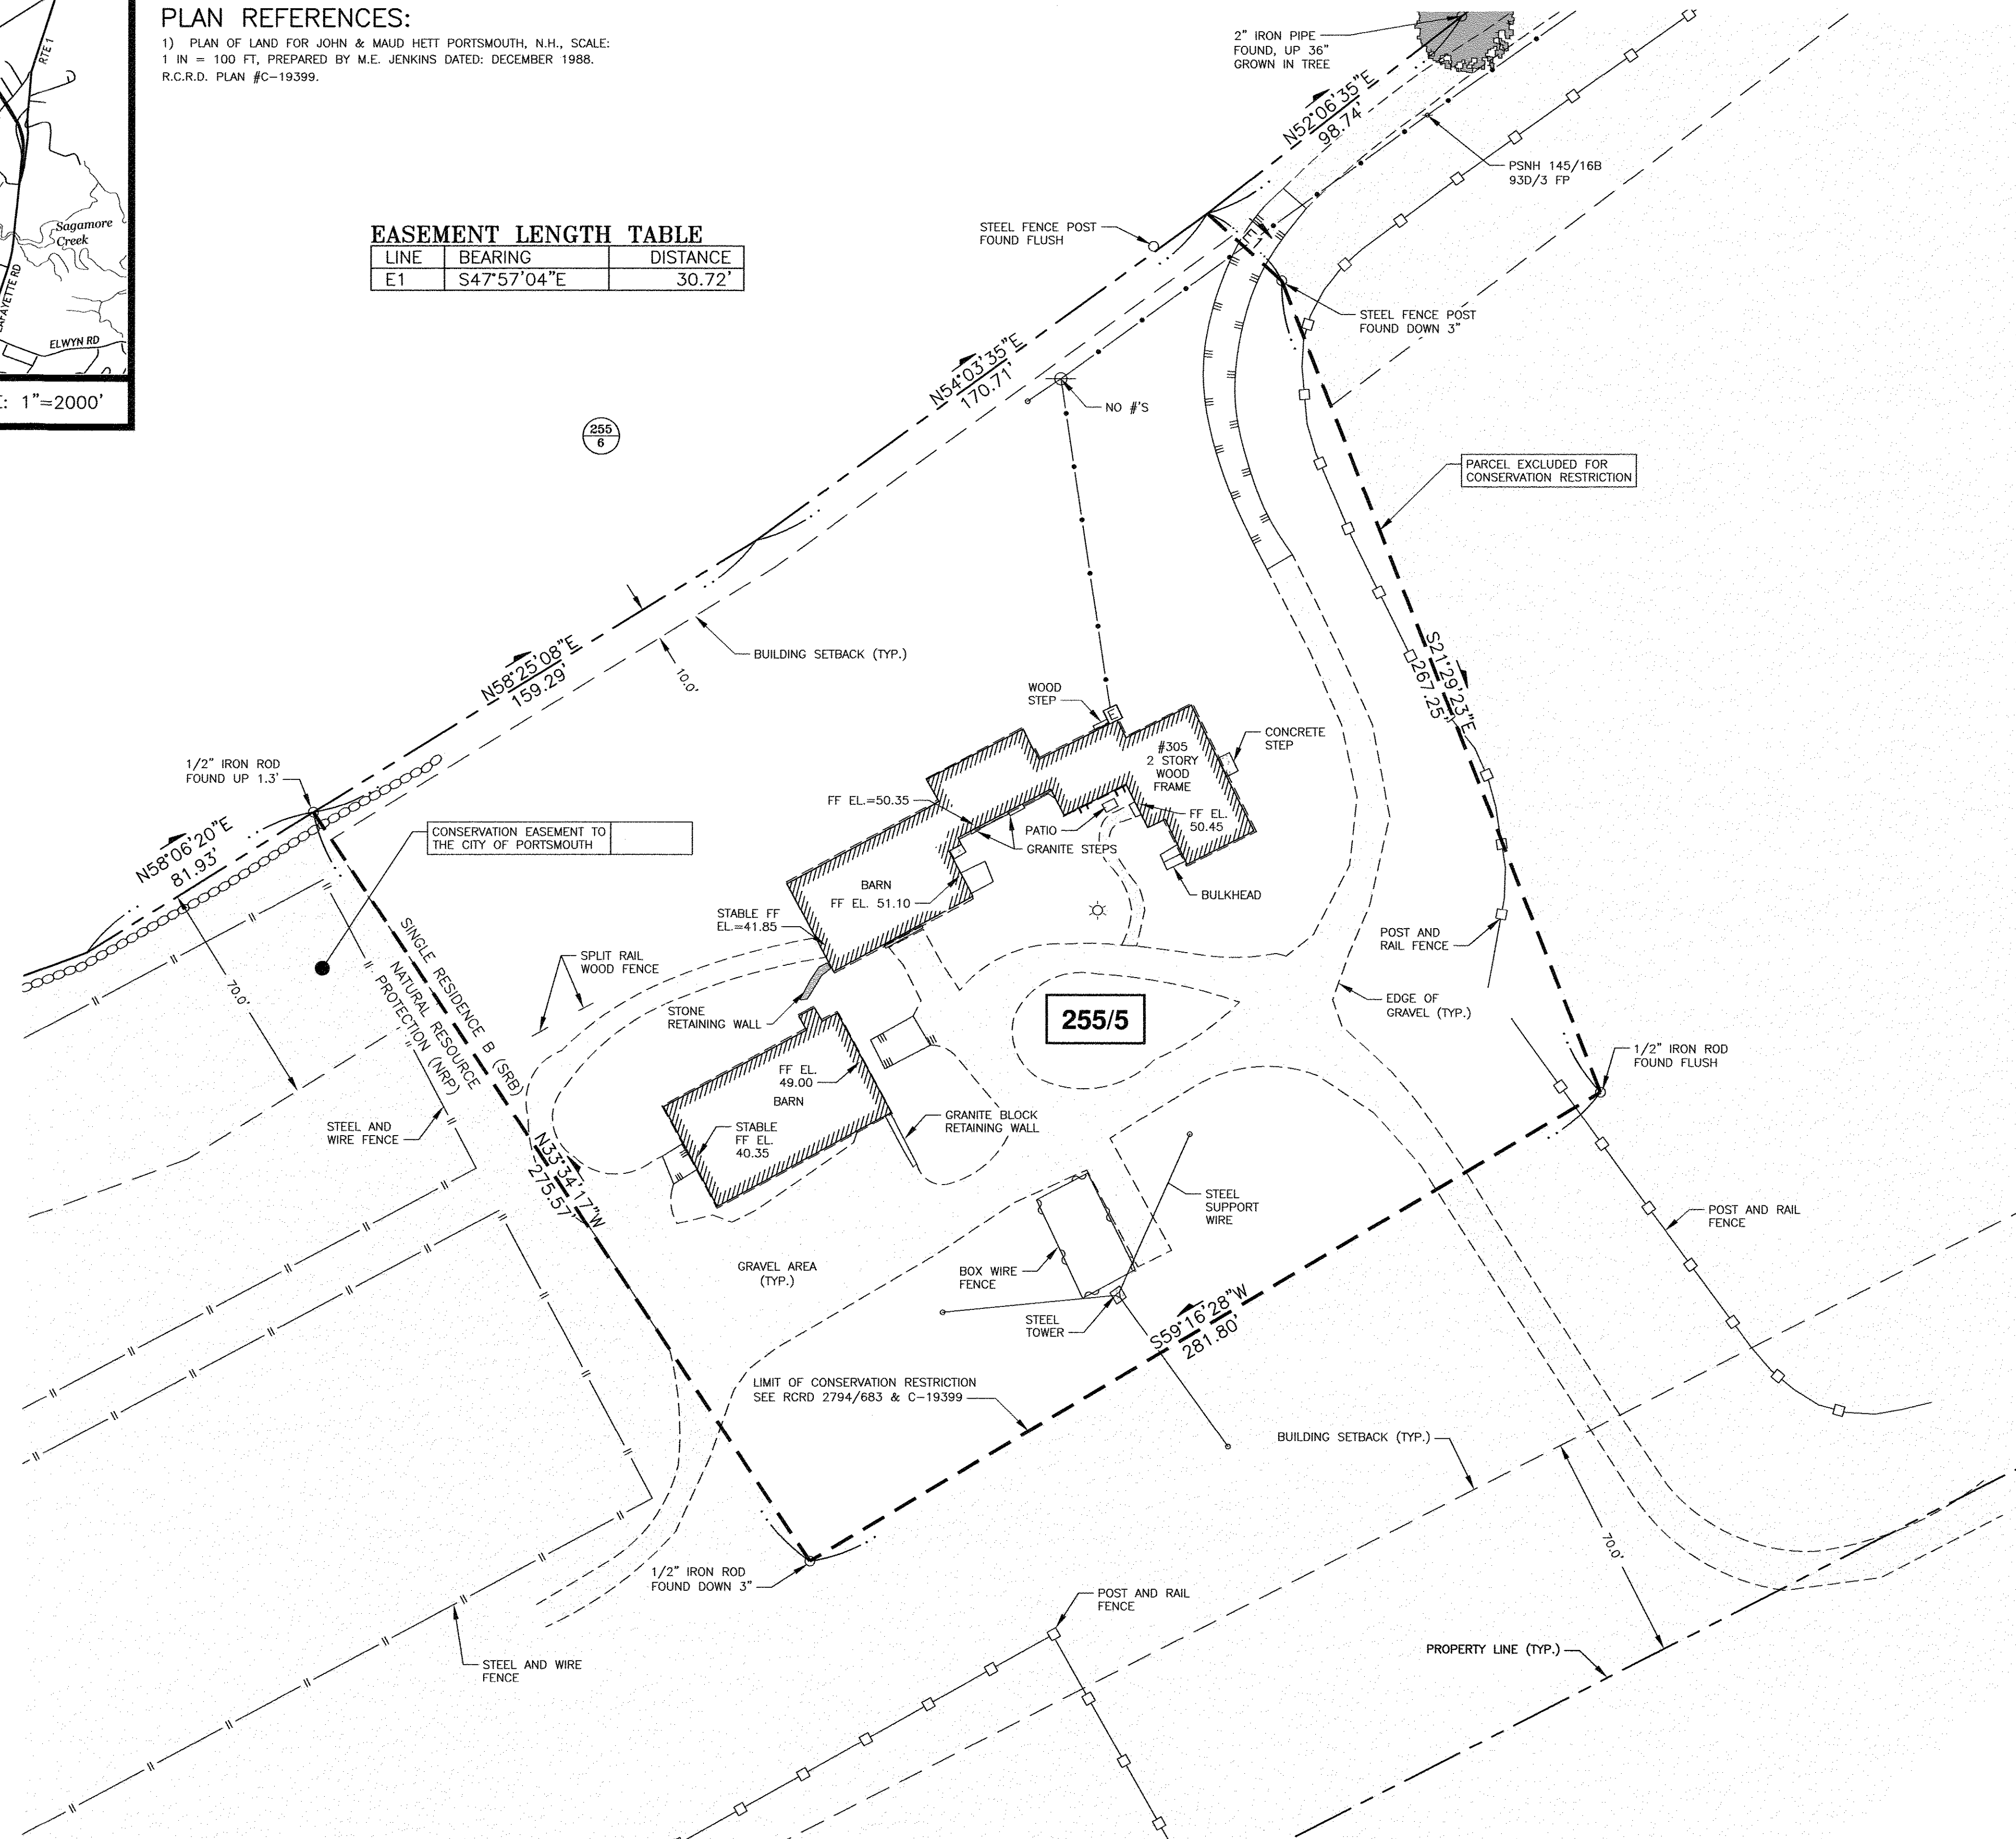 PLAN REFERENCES:
1) PLAN OF LAND FOR JOHN & MAUD HETT PORTSMOUTH, N.H., SCALE:
1 IN = 100 FT, PREPARED BY M.E. JENKINS DATED: DECEMBER 1988.
R.C.R.D. PLAN #C-19399.
RTE 1
Sagamore
Creek
LAFAYETTE RD
ELWYN RD
E: 1"=2000'
EASEMENT LENGTH TABLE
LINE BEARING DISTANCE
E1 S47°57'04"E 30.72'
2" IRON PIPE
FOUND, UP 36"
GROWN IN TREE
N52°06'35"E
98.74'
PSNH 145/16B
93D/3 FP
STEEL FENCE POST
FOUND FLUSH
E1
STEEL FENCE POST
FOUND DOWN 3"
N54°03'35"E
170.71'
NO #'S
255
6
PARCEL EXCLUDED FOR
CONSERVATION RESTRICTION
N58°25'08"E
159.29'
BUILDING SETBACK (TYP.)
10.0'
S21°29'23"E
267.25'
WOOD
STEP
E
CONCRETE
STEP
#305
2 STORY
WOOD
FRAME
1/2" IRON ROD
FOUND UP 1.3'
FF EL.=50.35
FF EL.
50.45
PATIO
GRANITE STEPS
CONSERVATION EASEMENT TO
THE CITY OF PORTSMOUTH
N58°06'20"E
81.93'
BARN
FF EL. 51.10
BULKHEAD
STABLE FF
EL.=41.85
POST AND
RAIL FENCE
SPLIT RAIL
WOOD FENCE
70.0'
SINGLE RESIDENCE B (SRB)
NATURAL RESOURCE
PROTECTION (NRP)
STONE
RETAINING WALL
255/5
EDGE OF
GRAVEL (TYP.)
1/2" IRON ROD
FOUND FLUSH
FF EL.
49.00
BARN
STEEL AND
WIRE FENCE
STABLE
FF EL.
40.35
GRANITE BLOCK
RETAINING WALL
N33°34'17"W
275.57'
STEEL
SUPPORT
WIRE
POST AND RAIL
FENCE
GRAVEL AREA
(TYP.)
BOX WIRE
FENCE
STEEL
TOWER
S59°16'28"W
281.80'
LIMIT OF CONSERVATION RESTRICTION
SEE RCRD 2794/683 & C-19399
BUILDING SETBACK (TYP.)
70.0'
1/2" IRON ROD
FOUND DOWN 3"
POST AND RAIL
FENCE
PROPERTY LINE (TYP.)
STEEL AND WIRE
FENCE